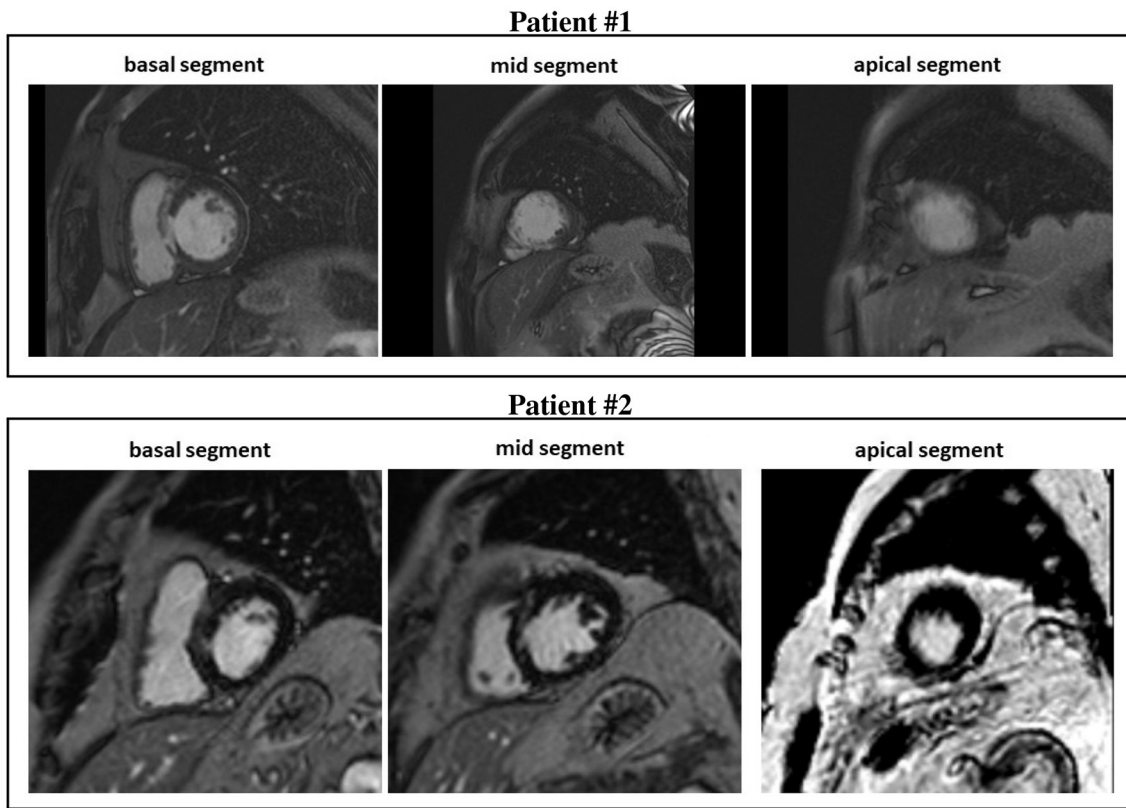 Patient #1
basal segment
mid segment
apical segment
Patient #2
basal segment
mid segment
apical segment